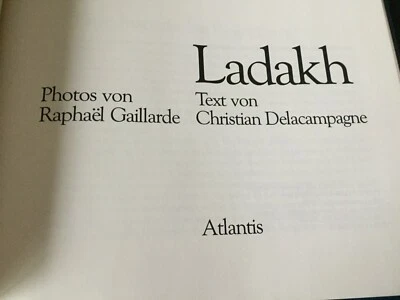 Ladakh
Photos von
Raphaël Gaillarde
Text von
Christian Delacampagne
Atlantis